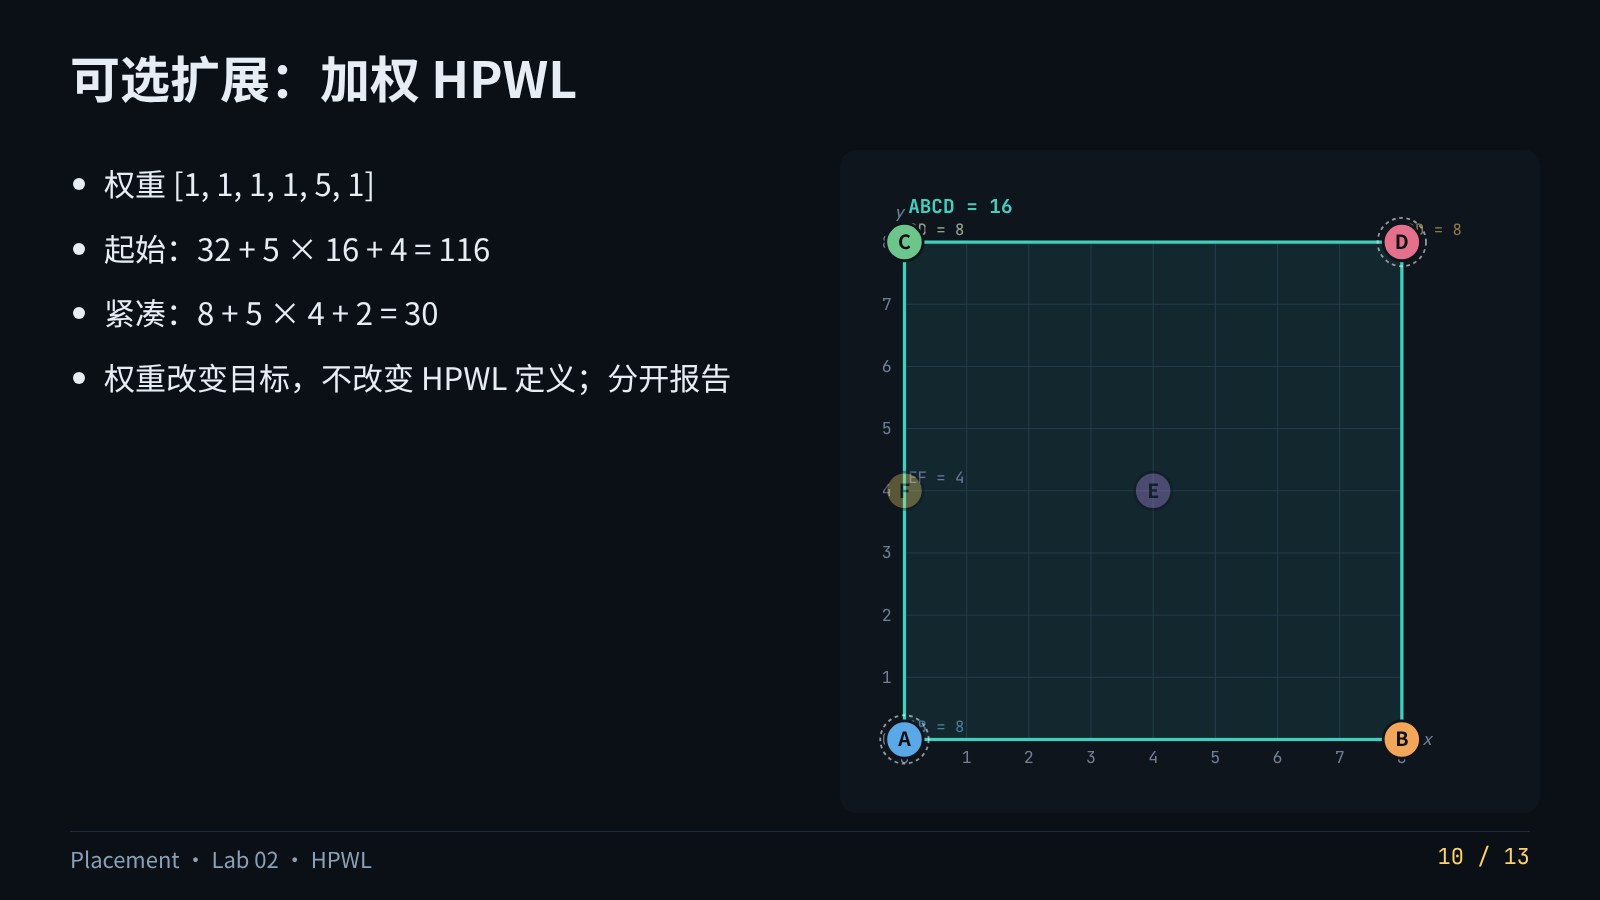 可选扩展：加权 HPWL
• 权重 [1, 1, 1, 1, 5, 1]
• 起始：32 + 5 × 16 + 4 = 116
• 紧凑：8 + 5 × 4 + 2 = 30
• 权重改变目标，不改变 HPWL 定义；分开报告
ABCD = 16
y
= 8
= 8
C
D
7
6
5
EF = 4
4
F
E
3
2
1
= 8
A
B
x
1 2 3 4 5 6 7
Placement • Lab 02 • HPWL
10 / 13